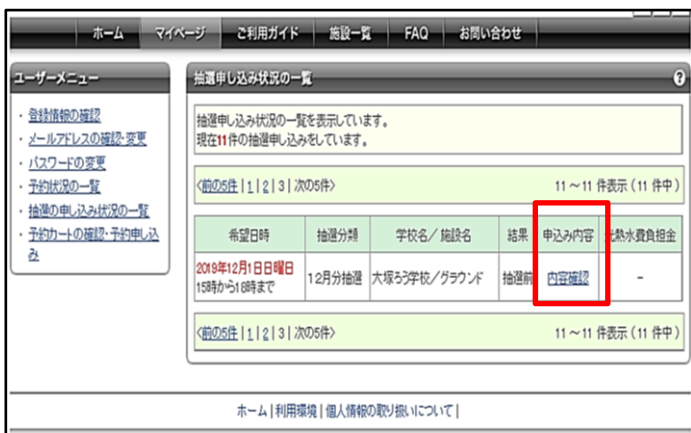 ホーム マイページ ご利用ガイド 施設一覧 FAQ お問い合わせ
ユーザーメニュー
・登録情報の確認
・メールアドレスの確認・変更
・パスワードの変更
・予約状況の一覧
・抽選の申し込み状況の一覧
・予約カートの確認・予約申し込
み
抽選申し込み状況の一覧 ?
抽選申し込み状況の一覧を表示しています。
現在11件の抽選申し込みをしています。
<前の5件 | 1 | 2 | 3 | 次の5件> 11~11 件表示 (11 件中)
希望日時 抽選分類 学校名/ 施設名 結果 申込み内容 光熱水費負担金
2019年12月1日日曜日
15時から18時まで
12月分抽選 大塚ろう学校/グラウンド 抽選前 内容確認 -
<前の5件 | 1 | 2 | 3 | 次の5件> 11~11 件表示 (11 件中)
ホーム | 利用環境 | 個人情報の取り扱いについて |